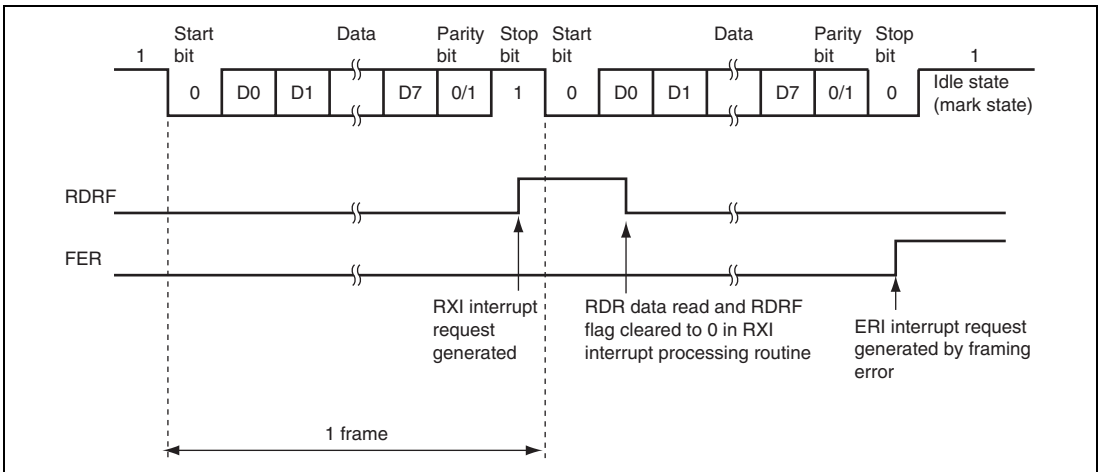 Start Data Parity Stop Start Data Parity Stop
1 bit bit bit bit bit bit 1
0 D0 D1 D7 0/1 1 0 D0 D1 D7 0/1 0 Idle state
(mark state)
RDRF
FER
RXI interrupt
request
generated
RDR data read and RDRF
flag cleared to 0 in RXI
interrupt processing routine
ERI interrupt request
generated by framing
error
1 frame